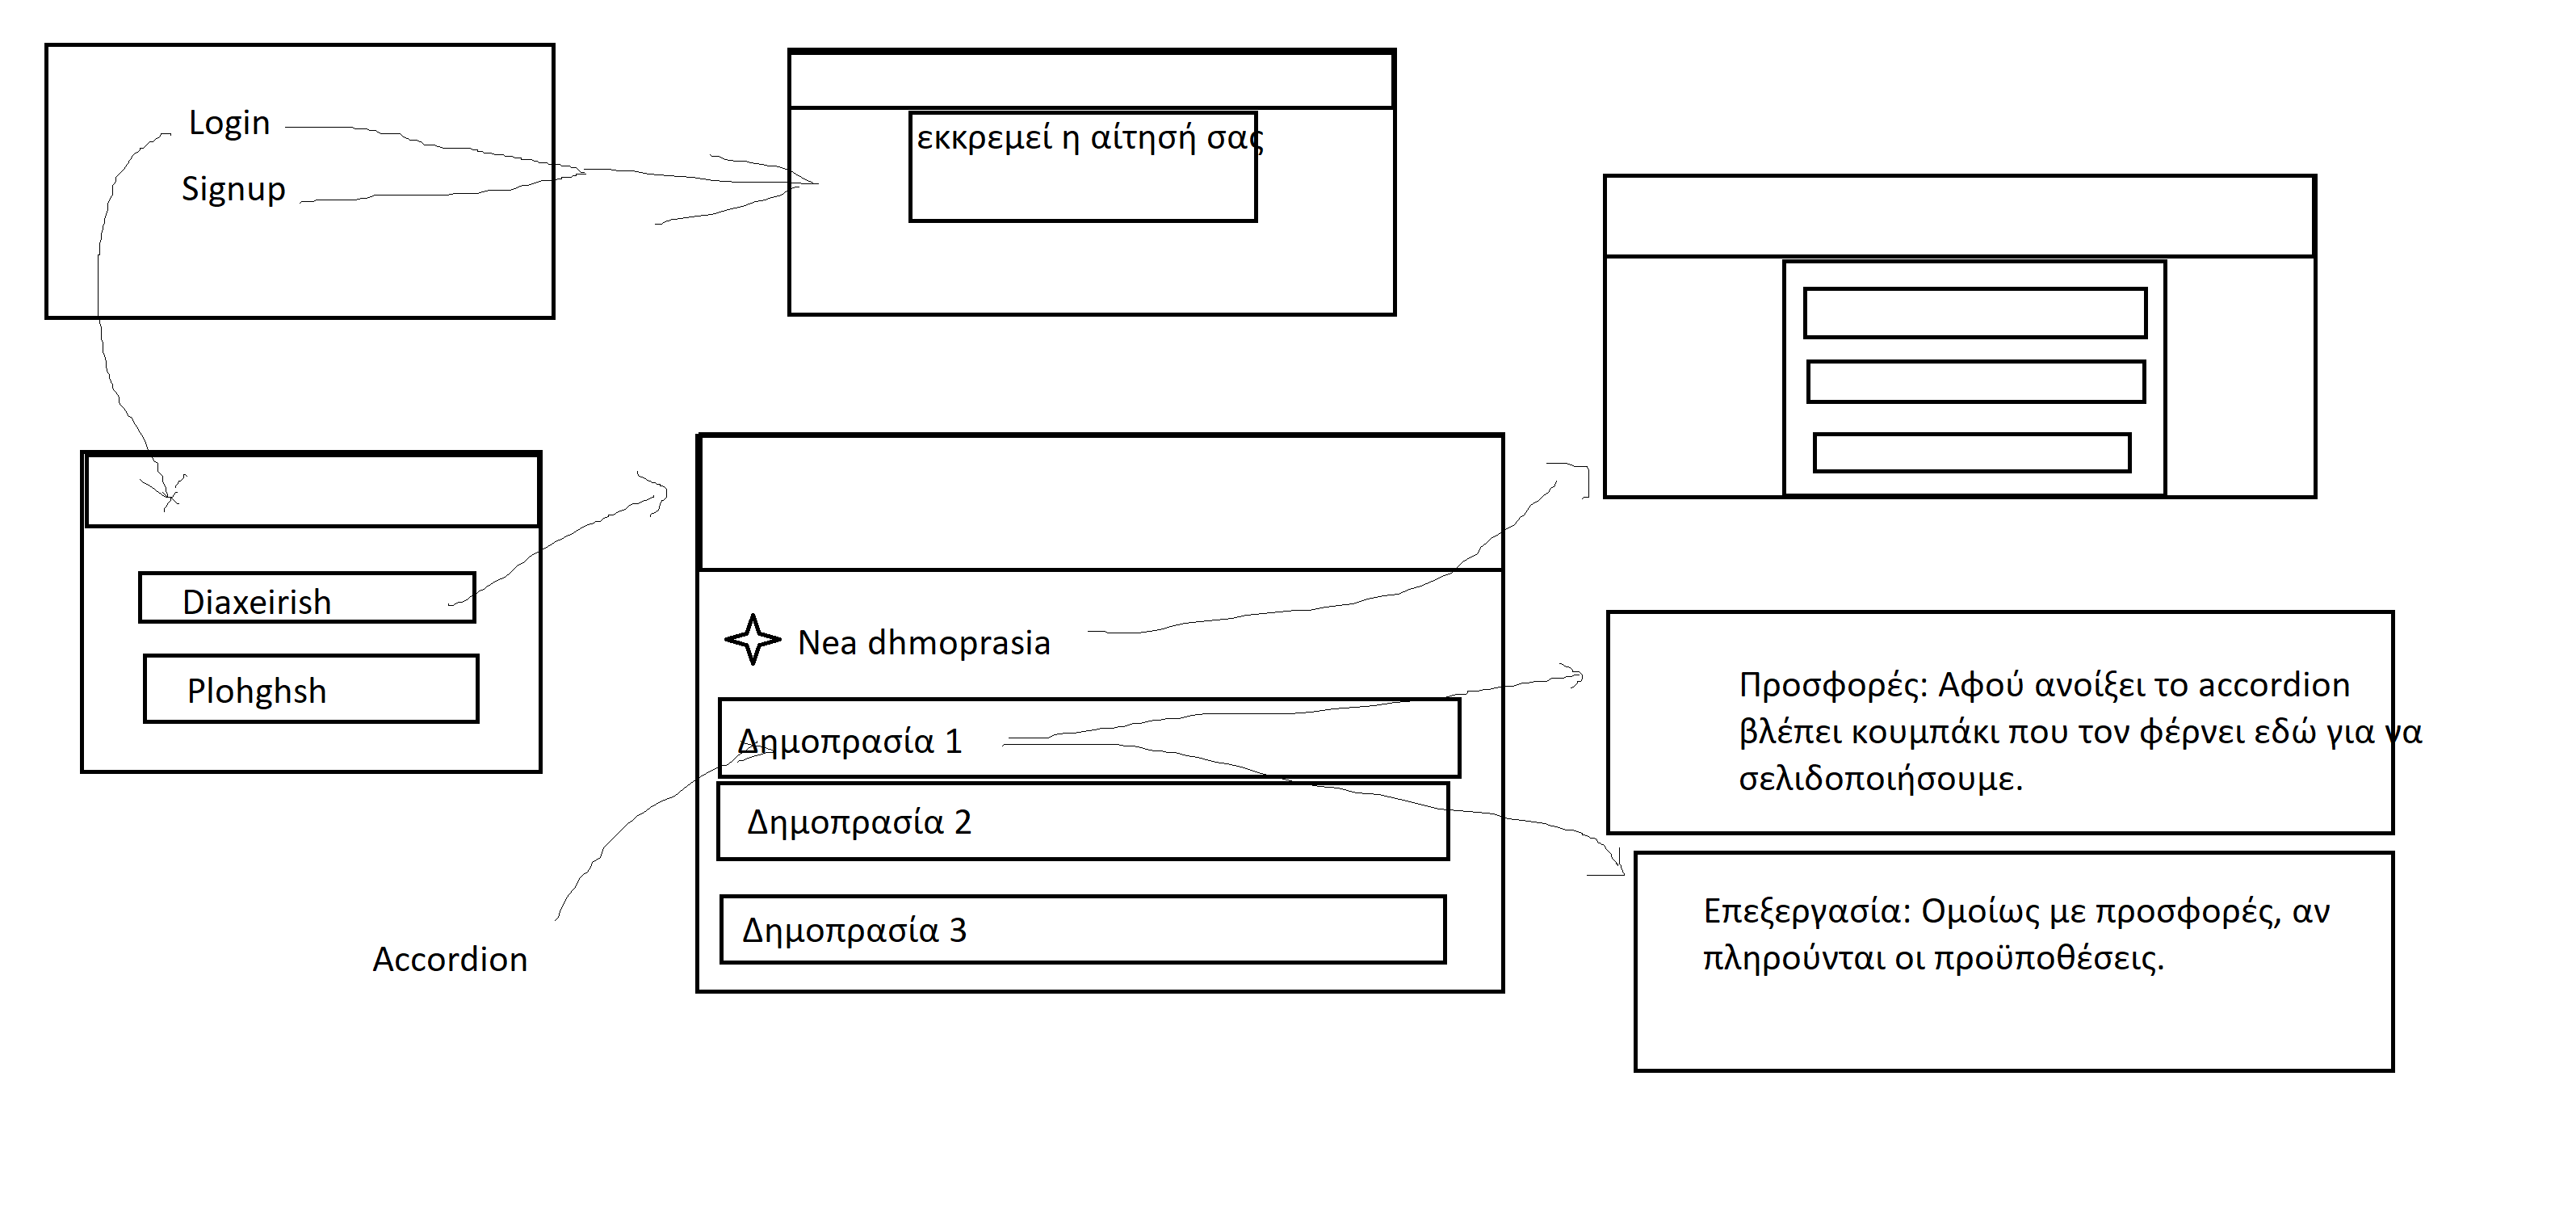 Login
Signup
εκκρεμεί η αίτησή σας
Diaxeirish
Plohghsh
Nea dhmoprasia
Δημοπρασία 1
Δημοπρασία 2
Δημοπρασία 3
Accordion
Προσφορές: Αφού ανοίξει το accordion
βλέπει κουμπάκι που τον φέρνει εδώ για να
σελιδοποιήσουμε.
Επεξεργασία: Ομοίως με προσφορές, αν
πληρούνται οι προϋποθέσεις.